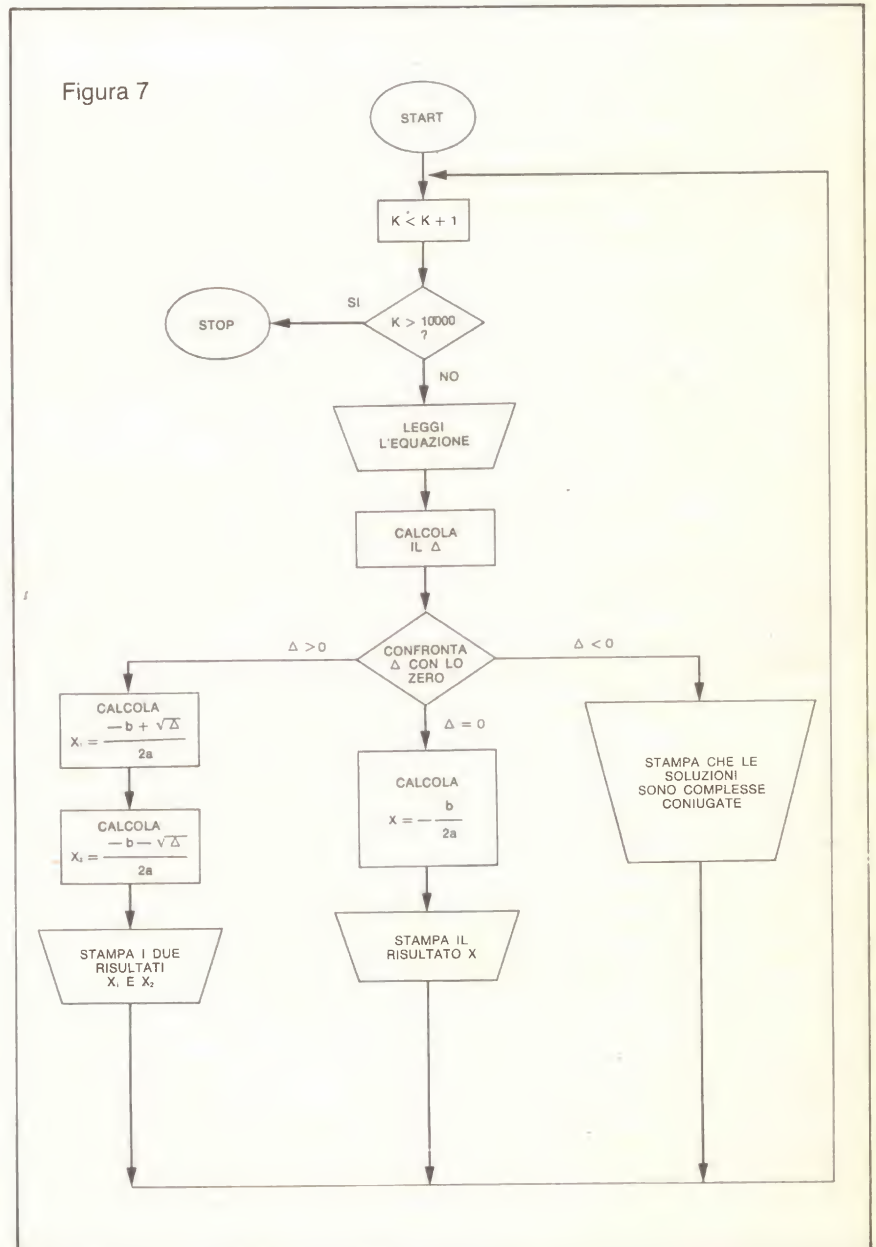 Figura 7
START
K < K + 1
SI
STOP
K > 10000
?
NO
LEGGI
L'EQUAZIONE
CALCOLA
IL Δ
Δ >0
CONFRONTA
Δ CON LO
ZERO
Δ < 0
CALCOLA
X₁ = —b + √Δ
2a
Δ = 0
CALCOLA
X = — b
2a
STAMPA CHE LE
SOLUZIONI
SONO COMPLESSE
CONIUGATE
CALCOLA
X₂ = —b— √Δ
2a
STAMPA I DUE
RISULTATI
X₁ E X₂
STAMPA IL
RISULTATO X